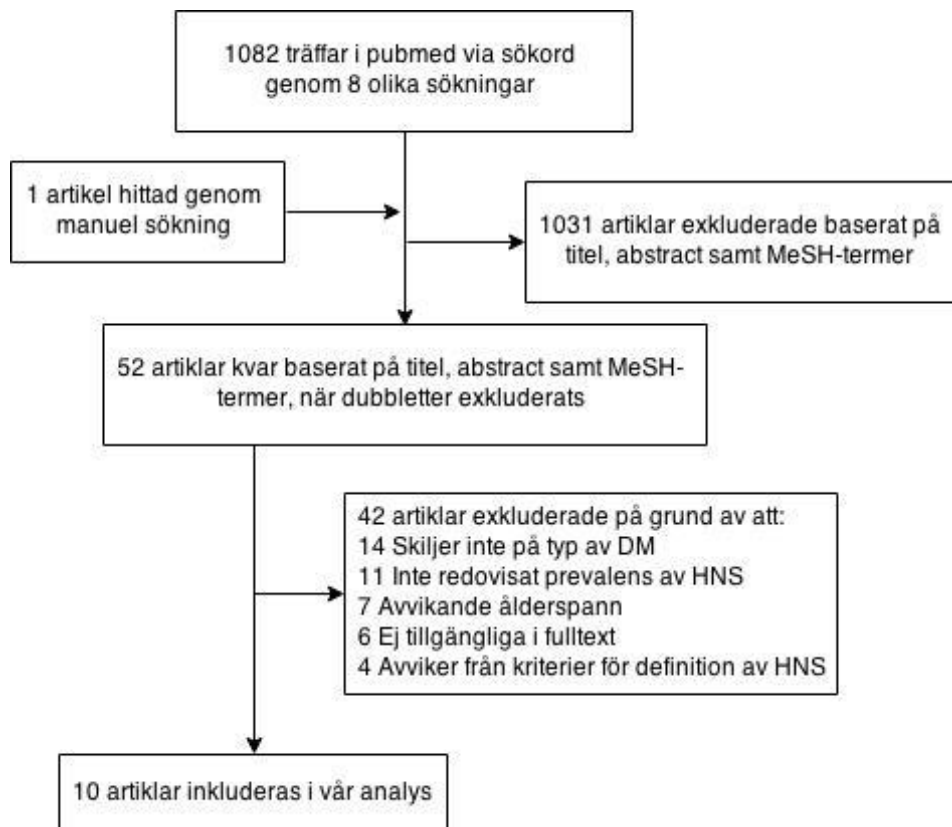 1082 träffar i pubmed via sökord
genom 8 olika sökningar
1 artikel hittad genom
manuel sökning
1031 artiklar exkluderade baserat på
titel, abstract samt MeSH-termer
52 artiklar kvar baserat på titel, abstract samt MeSH-
termer, när dubbletter exkluderats
42 artiklar exkluderade på grund av att:
14 Skiljer inte på typ av DM
11 Inte redovisat prevalens av HNS
7 Avvikande ålderspann
6 Ej tillgängliga i fulltext
4 Avviker från kriterier för definition av HNS
10 artiklar inkluderas i vår analys